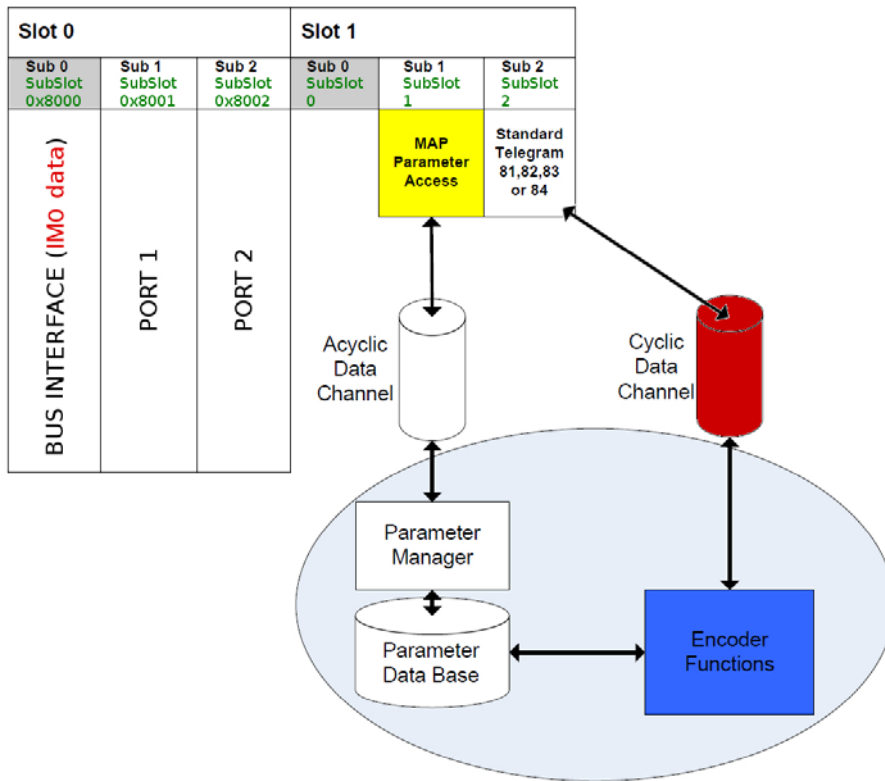 Slot 0
Slot 1
Sub 0
SubSlot
0x8000
Sub 1
SubSlot
0x8001
Sub 2
SubSlot
0x8002
Sub 0
SubSlot
0
Sub 1
SubSlot
1
Sub 2
SubSlot
2
BUS INTERFACE (IM0 data)
PORT 1
PORT 2
MAP
Parameter
Access
Standard
Telegram
81,82,83
or 84
Acyclic
Data
Channel
Cyclic
Data
Channel
Parameter
Manager
Parameter
Data Base
Encoder
Functions